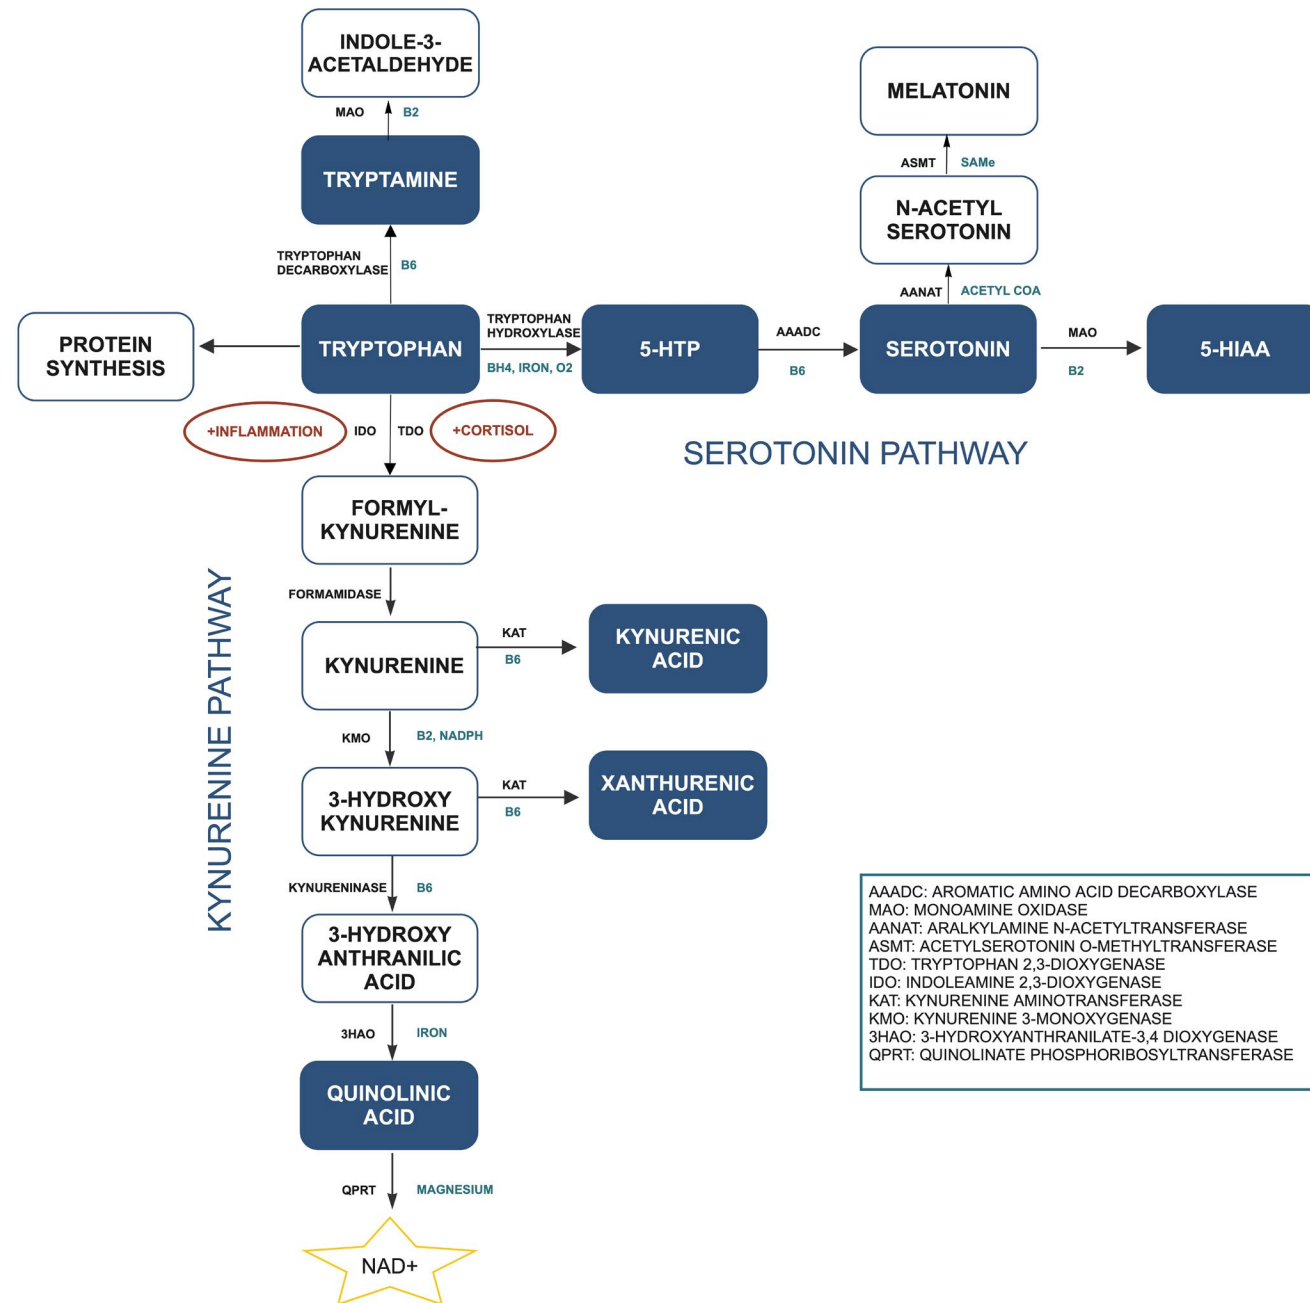 INDOLE-3-
ACETALDEHYDE
MAO
B2
TRYPTAMINE
TRYPTOPHAN
DECARBOXYLASE
B6
MELATONIN
ASMT
SAMe
N-ACETYL
SEROTONIN
AANAT
ACETYL COA
PROTEIN
SYNTHESIS
TRYPTOPHAN
TRYPTOPHAN
HYDROXYLASE
BH4, IRON, O2
5-HTP
AAADC
B6
SEROTONIN
MAO
B2
5-HIAA
SEROTONIN PATHWAY
+INFLAMMATION
IDO
TDO
+CORTISOL
FORMYL-
KYNURENINE
KYNURENINE PATHWAY
FORMAMIDASE
KYNURENINE
KAT
B6
KYNURENIC
ACID
KMO
B2, NADPH
3-HYDROXY
KYNURENINE
KAT
B6
XANTHURENIC
ACID
KYNURENINASE
B6
3-HYDROXY
ANTHRANILIC
ACID
3HAO
IRON
QUINOLINIC
ACID
QPRT
MAGNESIUM
NAD+
AAADC: AROMATIC AMINO ACID DECARBOXYLASE
MAO: MONOAMINE OXIDASE
AANAT: ARALKYLAMINE N-ACETYLTRANSFERASE
ASMT: ACETYLSEROTONIN O-METHYLTRANSFERASE
TDO: TRYPTOPHAN 2,3-DIOXYGENASE
IDO: INDOLEAMINE 2,3-DIOXYGENASE
KAT: KYNURENINE AMINOTRANSFERASE
KMO: KYNURENINE 3-MONOXYGENASE
3HAO: 3-HYDROXYANTHRANILATE-3,4 DIOXYGENASE
QPRT: QUINOLINATE PHOSPHORIBOSYLTRANSFERASE